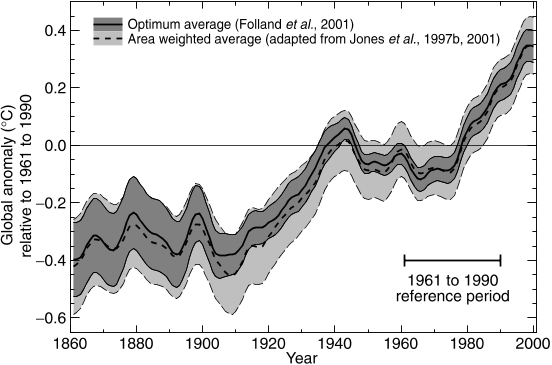 Optimum average (Folland et al., 2001)
Area weighted average (adapted from Jones et al., 1997b, 2001)
Global anomaly (°C)
relative to 1961 to 1990
0.4
0.2
0.0
−0.2
−0.4
−0.6
1961 to 1990
reference period
1860 1880 1900 1920 1940 1960 1980 2000
Year